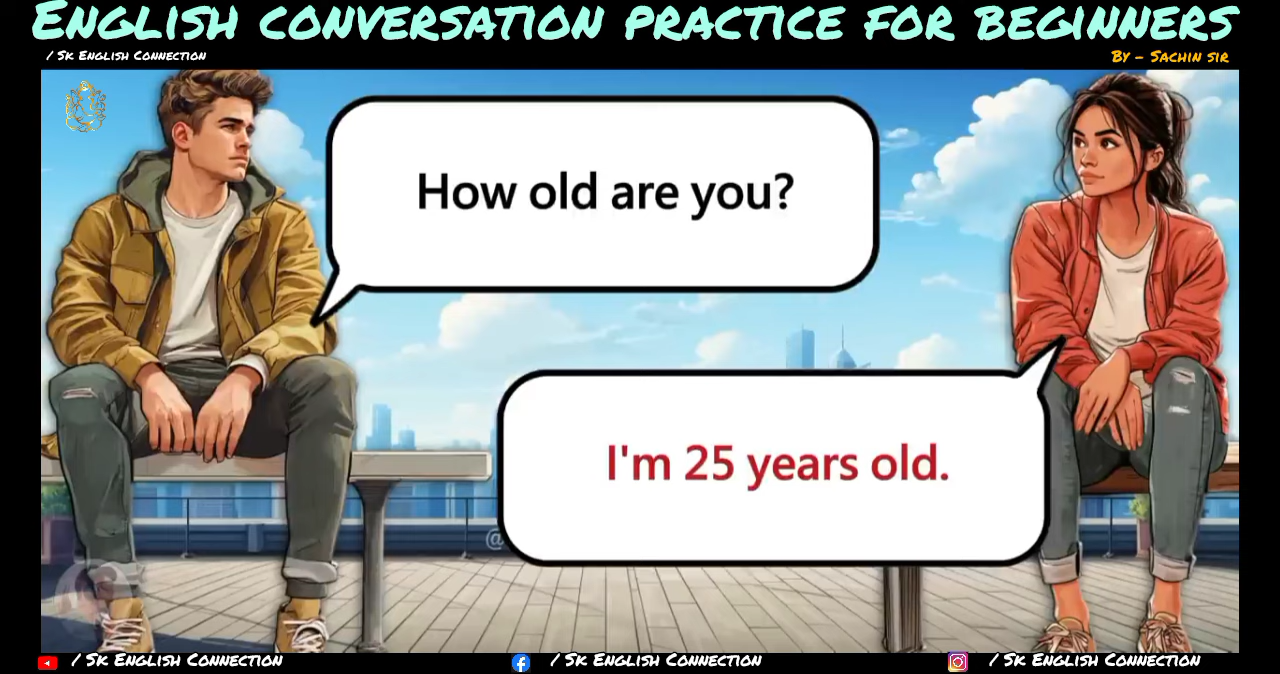 English conversation practice for beginners
/ Sk English Connection
By - Sachin sir
How old are you?
I'm 25 years old.
@
/ Sk English Connection
/ Sk English Connection
/ Sk English Connection